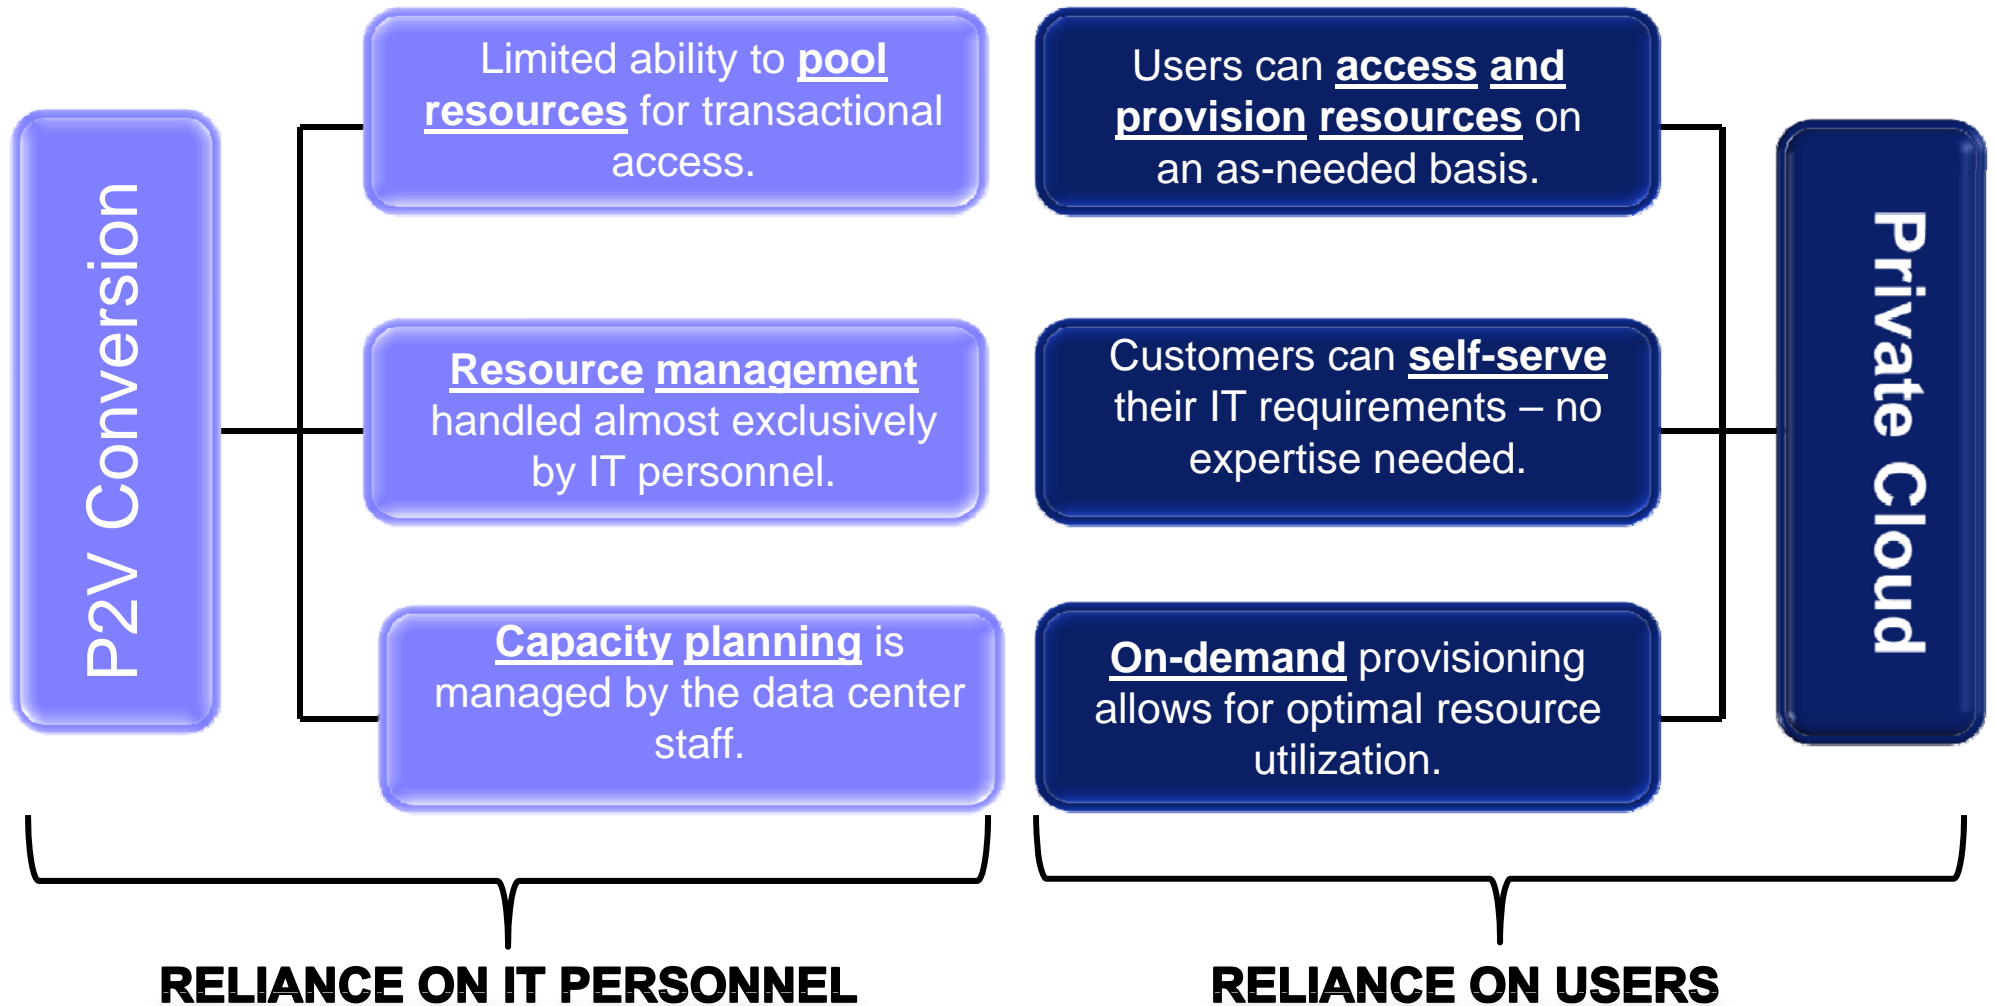 P2V Conversion
Limited ability to pool
resources for transactional
access.
Resource management
handled almost exclusively
by IT personnel.
Capacity planning is
managed by the data center
staff.
RELIANCE ON IT PERSONNEL
Users can access and
provision resources on
an as-needed basis.
Customers can self-serve
their IT requirements – no
expertise needed.
On-demand provisioning
allows for optimal resource
utilization.
Private Cloud
RELIANCE ON USERS